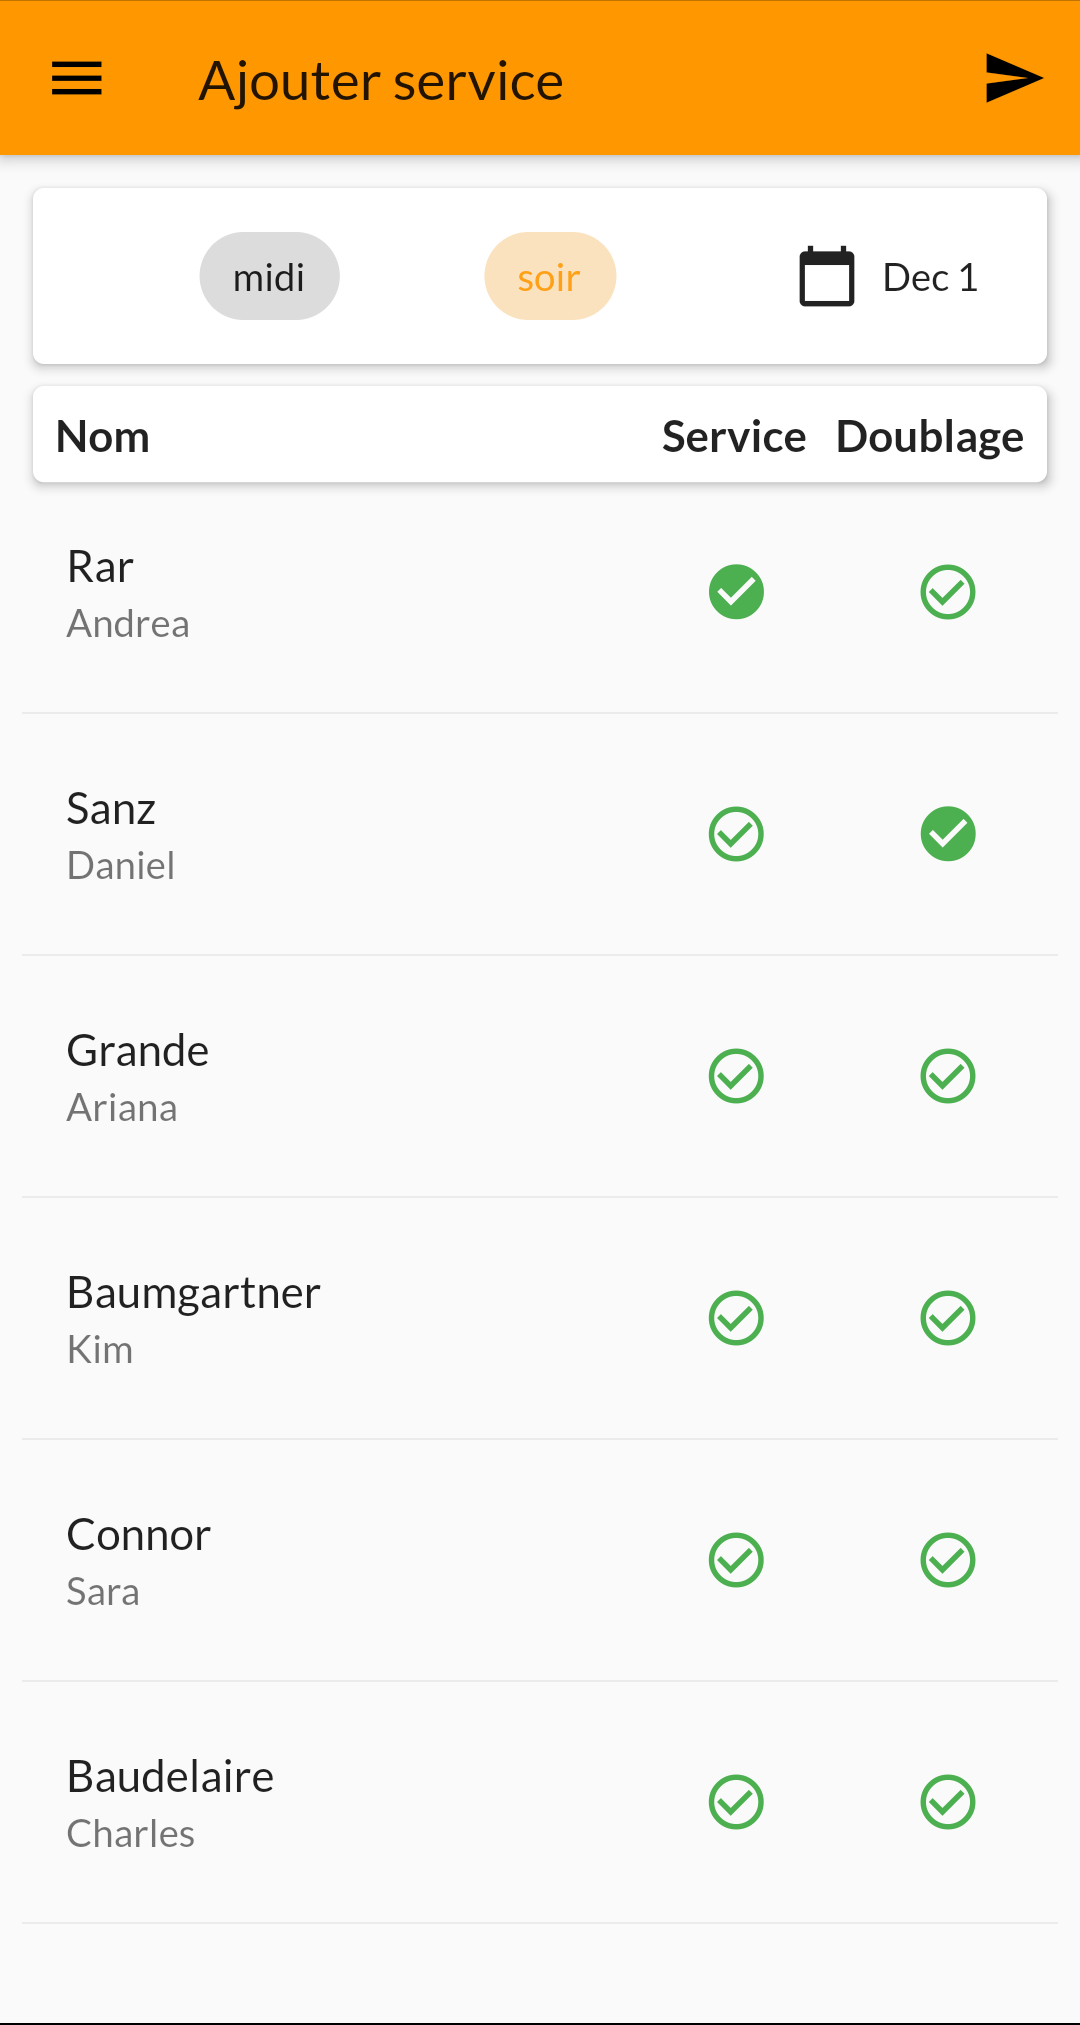 Ajouter service
midi soir Dec 1
Nom Service Doublage
Rar
Andrea
Sanz
Daniel
Grande
Ariana
Baumgartner
Kim
Connor
Sara
Baudelaire
Charles